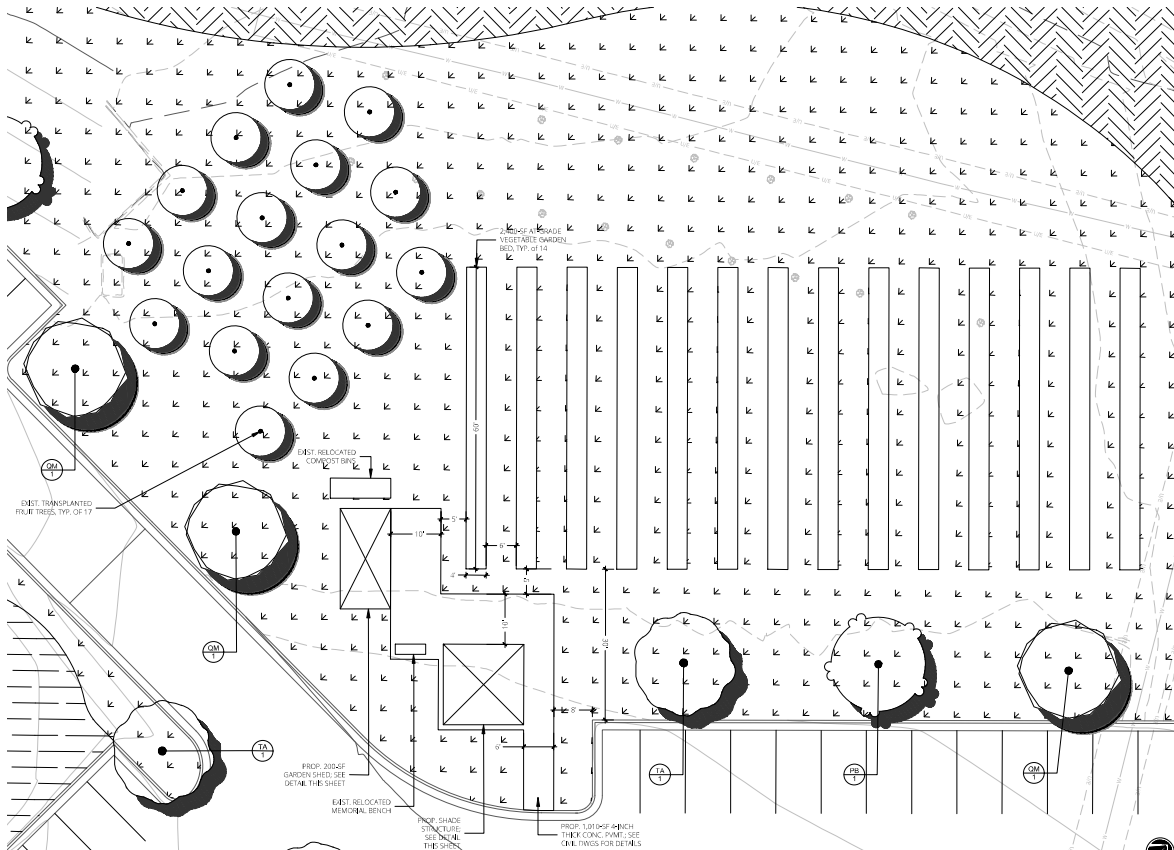 2,400-SF AT-GRADE
VEGETABLE GARDEN
BED, TYP. of 14
60'
EXIST. RELOCATED
COMPOST BINS
QM
1
EXIST. TRANSPLANTED
FRUIT TREES, TYP. OF 17
5'
10'
6'
4'
5'
10'
30'
QM
1
8'
6'
TA
1
PROP. 200-SF
GARDEN SHED; SEE
DETAIL THIS SHEET
EXIST. RELOCATED
MEMORIAL BENCH
PROP. SHADE
STRUCTURE;
SEE DETAIL
THIS SHEET
PROP. 1,010-SF 4-INCH
THICK CONC. PVMT.; SEE
CIVIL DWGS FOR DETAILS
TA
1
PB
1
QM
1